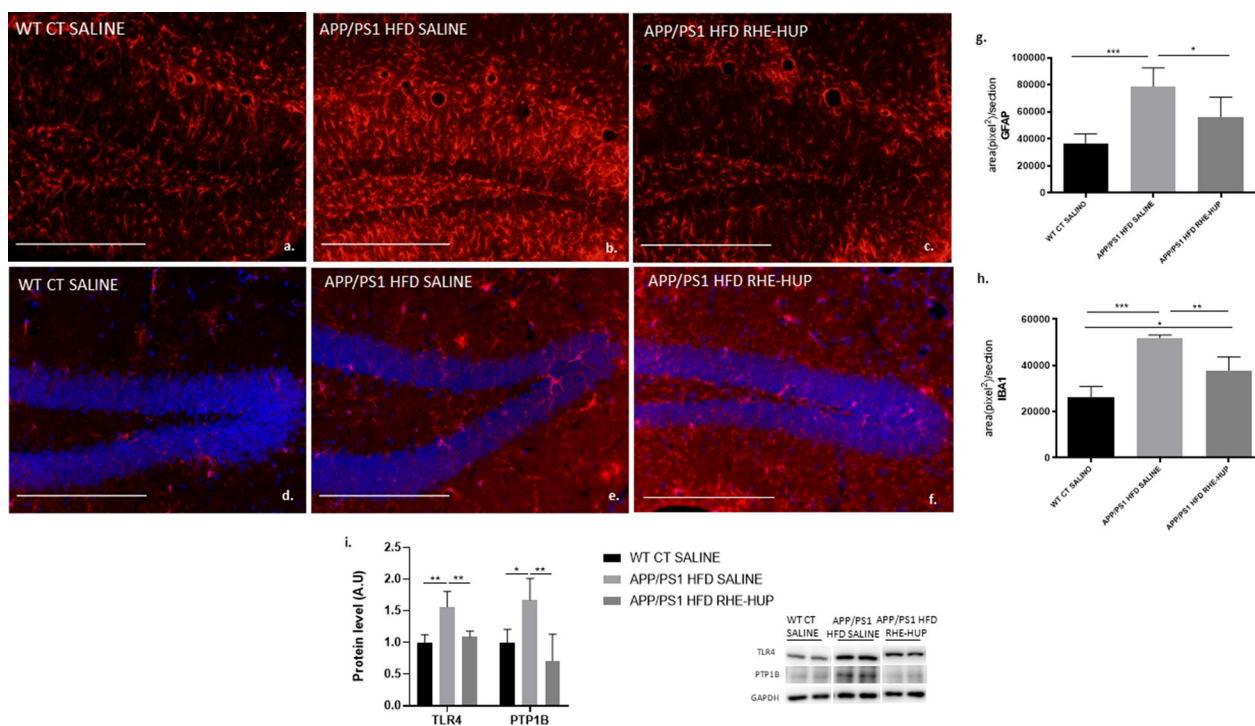 WT CT SALINE
APP/PS1 HFD SALINE
APP/PS1 HFD RHE-HUP
a.
b.
c.
WT CT SALINE
APP/PS1 HFD SALINE
APP/PS1 HFD RHE-HUP
d.
e.
f.
g.
***
*
100000
80000
60000
40000
20000
0
area(pixel²)/section
GFAP
WT CT SALINO
APP/PS1 HFD SALINE
APP/PS1 HFD RHE-HUP
h.
***
**
*
60000
40000
20000
0
area(pixel²)/section
IBA1
WT CT SALINO
APP/PS1 HFD SALINE
APP/PS1 HFD RHE-HUP
i.
2.5
2.0
1.5
1.0
0.5
0.0
Protein level (A.U)
** **
* **
TLR4 PTP1B
WT CT SALINE
APP/PS1 HFD SALINE
APP/PS1 HFD RHE-HUP
WT CT
SALINE
APP/PS1
HFD SALINE
APP/PS1 HFD
RHE-HUP
TLR4
PTP1B
GAPDH